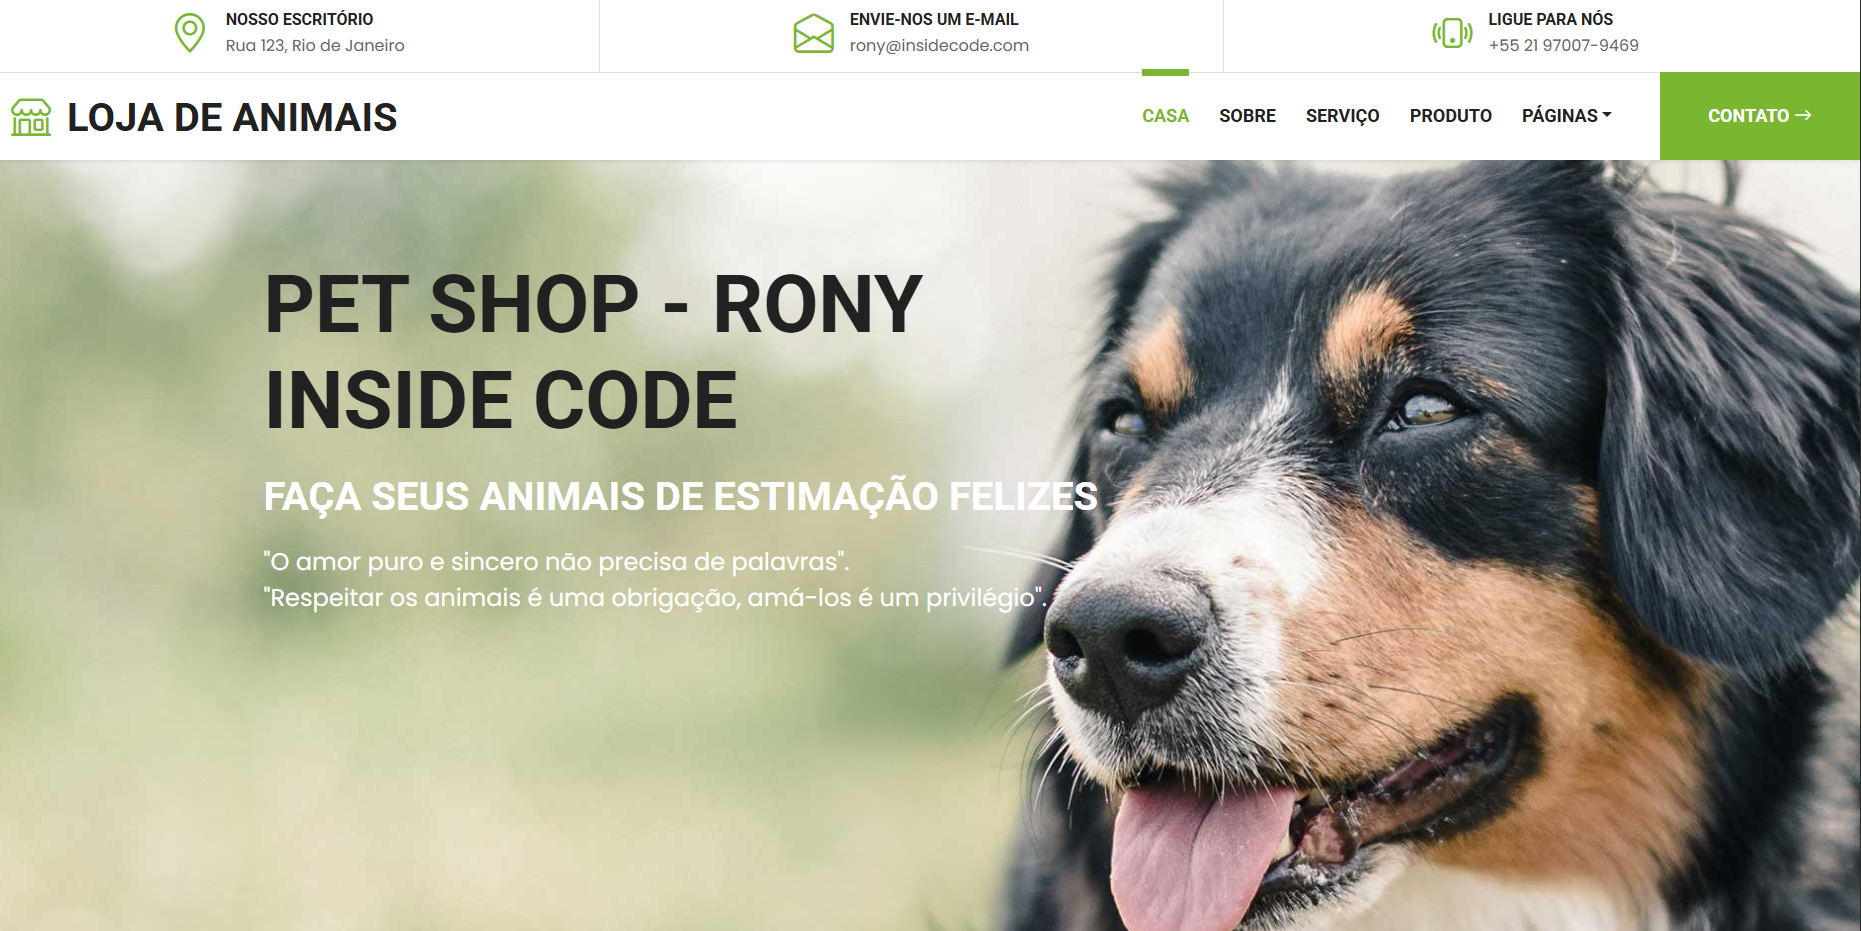 NOSSO ESCRITÓRIO
Rua 123, Rio de Janeiro
ENVIE-NOS UM E-MAIL
rony@insidecode.com
LIGUE PARA NÓS
+55 21 97007-9469
LOJA DE ANIMAIS
CASA SOBRE SERVIÇO PRODUTO PÁGINAS CONTATO →
PET SHOP - RONY
INSIDE CODE
FAÇA SEUS ANIMAIS DE ESTIMAÇÃO FELIZES
"O amor puro e sincero não precisa de palavras".
"Respeitar os animais é uma obrigação, amá-los é um privilégio".